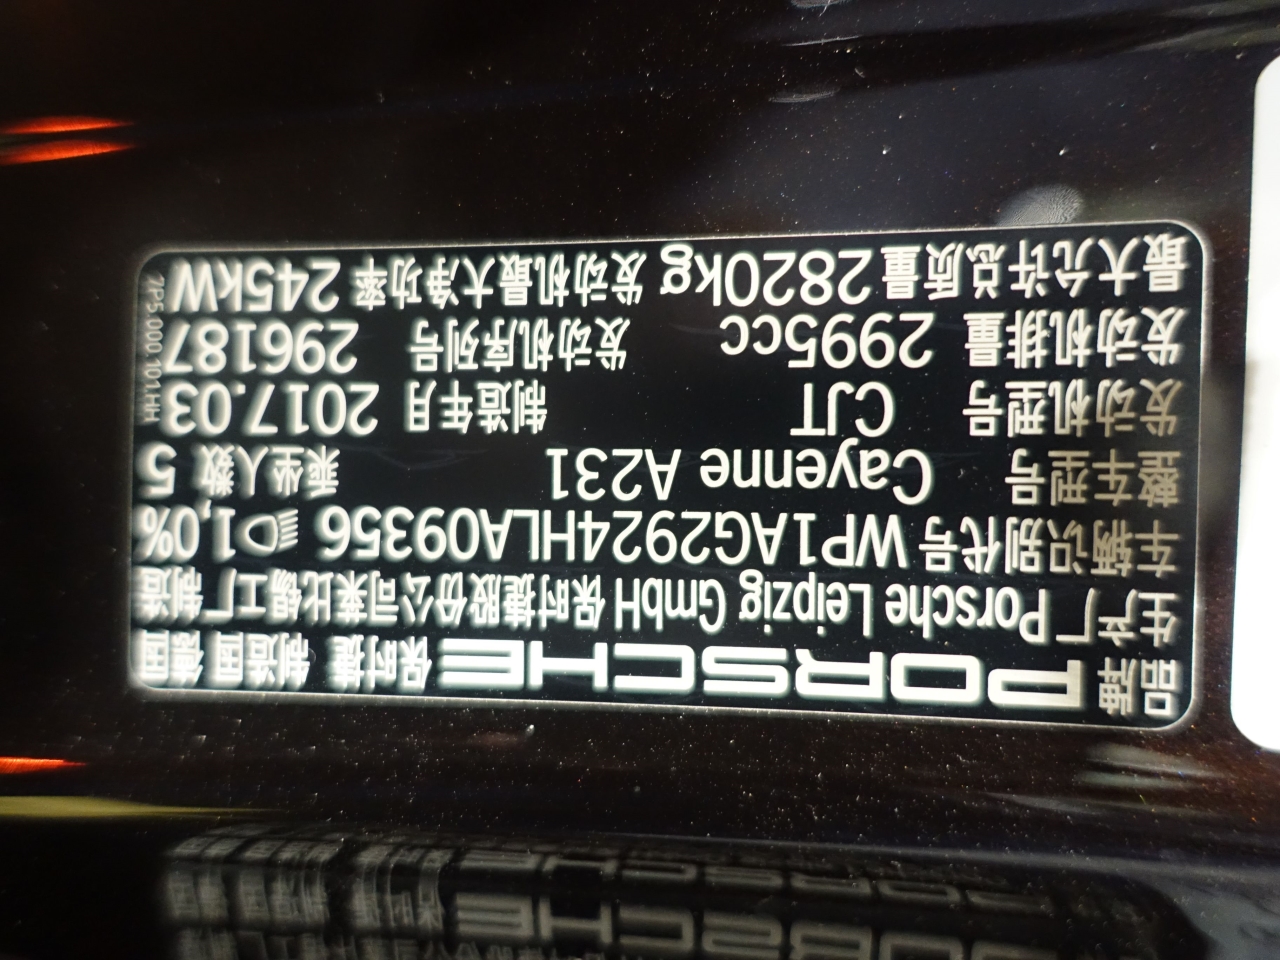 品牌 PORSCHE 保时捷 制造国 德国
生产厂 Porsche Leipzig GmbH 保时捷股份公司莱比锡工厂制造
车辆识别代号 WP1AG2924HLA09356 1,0%
整车型号 Cayenne A231 乘坐人数 5
发动机型号 CJT 制造年月 2017.03
发动机排量 2995cc 发动机序列号 296187
最大允许总质量 2820kg 发动机最大净功率 245kW
7P5.000.101.HH